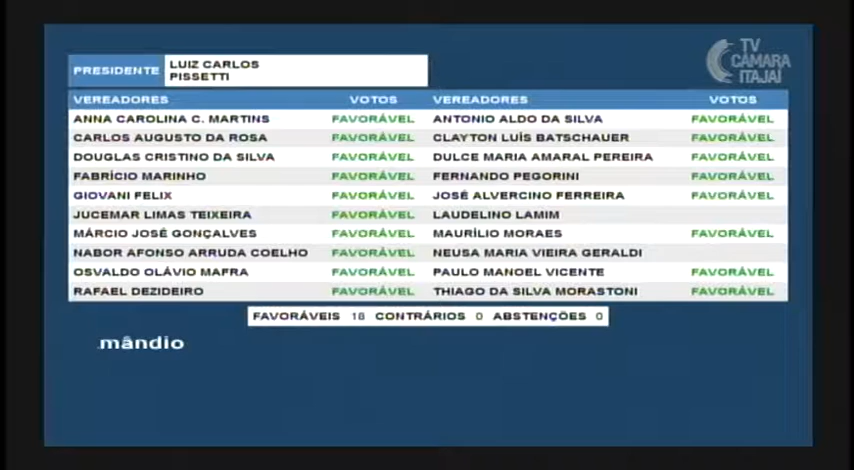 TV
CÂMARA
ITAJAÍ
PRESIDENTE LUIZ CARLOS
PISSETTI
VEREADORES VOTOS VEREADORES VOTOS
ANNA CAROLINA C. MARTINS FAVORÁVEL ANTONIO ALDO DA SILVA FAVORÁVEL
CARLOS AUGUSTO DA ROSA FAVORÁVEL CLAYTON LUÍS BATSCHAUER FAVORÁVEL
DOUGLAS CRISTINO DA SILVA FAVORÁVEL DULCE MARIA AMARAL PEREIRA FAVORÁVEL
FABRÍCIO MARINHO FAVORÁVEL FERNANDO PEGORINI FAVORÁVEL
GIOVANI FELIX FAVORÁVEL JOSÉ ALVERCINO FERREIRA FAVORÁVEL
JUCEMAR LIMAS TEIXEIRA FAVORÁVEL LAUDELINO LAMIM
MÁRCIO JOSÉ GONÇALVES FAVORÁVEL MAURÍLIO MORAES FAVORÁVEL
NABOR AFONSO ARRUDA COELHO FAVORÁVEL NEUSA MARIA VIEIRA GERALDI
OSVALDO OLÁVIO MAFRA FAVORÁVEL PAULO MANOEL VICENTE FAVORÁVEL
RAFAEL DEZIDEIRO FAVORÁVEL THIAGO DA SILVA MORASTONI FAVORÁVEL
FAVORÁVEIS 18 CONTRÁRIOS 0 ABSTENÇÕES 0
.mândio